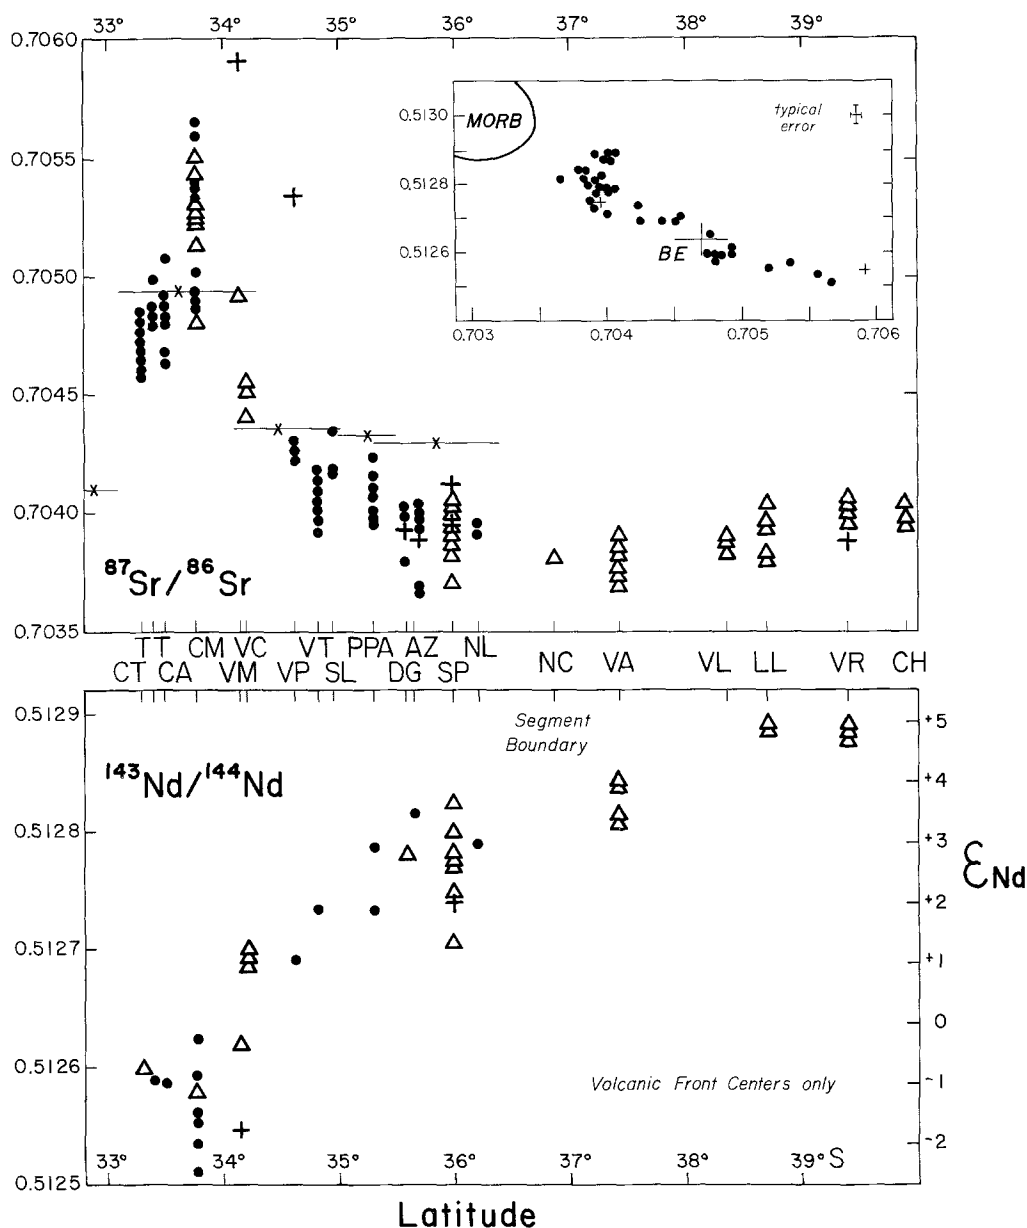 33° 34° 35° 36° 37° 38° 39°
0.7060
0.7055
0.7050
0.7045
0.7040
0.7035
MORB
BE
typical
error
0.5130
0.5128
0.5126
0.703 0.704 0.705 0.706
87Sr/86Sr
TT CM VC VT PPA AZ NL
CT CA VM VP SL DG SP NC VA VL LL VR CH
Segment
Boundary
143Nd/144Nd
0.5129
0.5128
0.5127
0.5126
0.5125
+5
+4
+3
+2
+1
0
-1
-2
εNd
Volcanic Front Centers only
33° 34° 35° 36° 37° 38° 39°S
Latitude